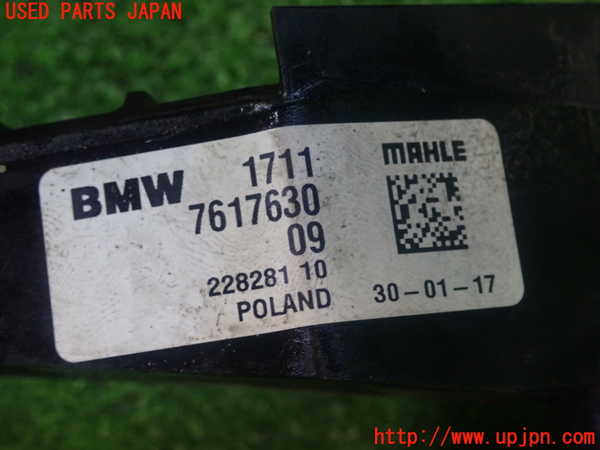 USED PARTS JAPAN
BMW 1711
7617630
09
228281 10
POLAND
MAHLE
30-01-17
http://www.upjpn.com/